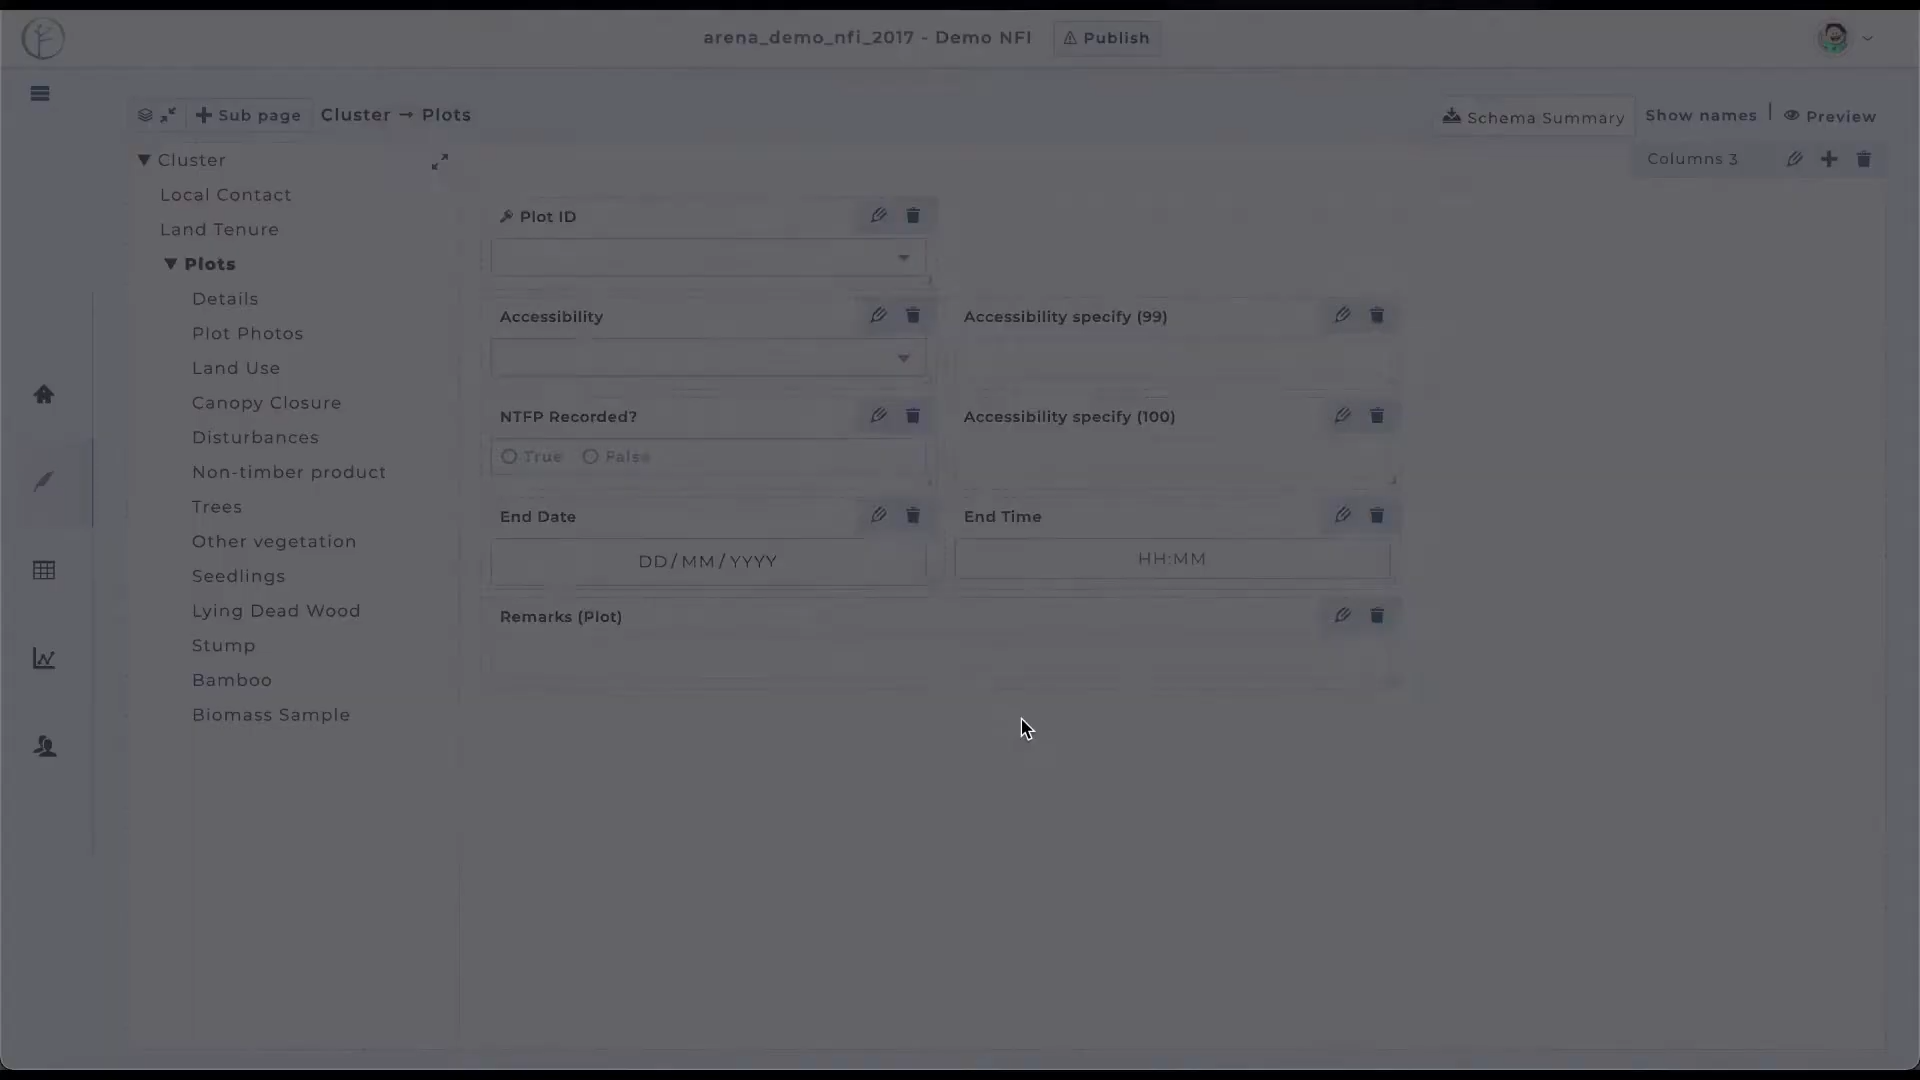 arena_demo_nfi_2017 - Demo NFI
Publish
Sub page
Cluster → Plots
Schema Summary
Show names
Preview
Columns 3
Cluster
Local Contact
Land Tenure
Plots
Details
Plot Photos
Land Use
Canopy Closure
Disturbances
Non-timber product
Trees
Other vegetation
Seedlings
Lying Dead Wood
Stump
Bamboo
Biomass Sample
Plot ID
Accessibility
Accessibility specify (99)
NTFP Recorded?
Accessibility specify (100)
True False
End Date
End Time
DD/MM/YYYY
HH:MM
Remarks (Plot)